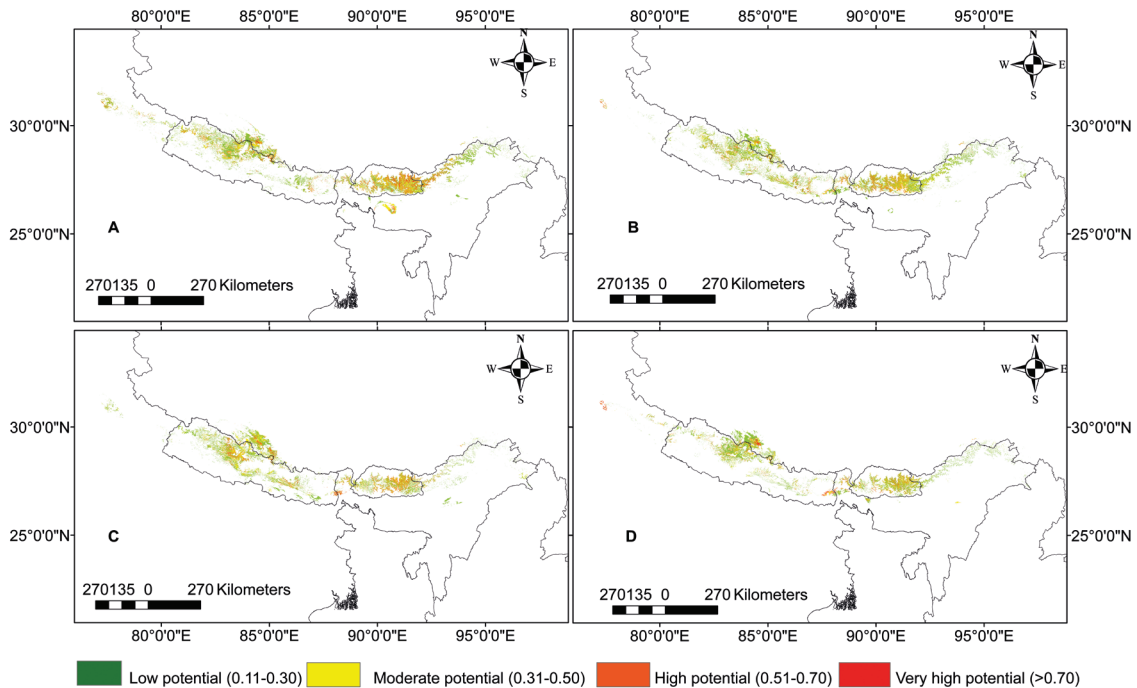 80°0'0"E 85°0'0"E 90°0'0"E 95°0'0"E 80°0'0"E 85°0'0"E 90°0'0"E 95°0'0"E
N
W E
S
30°0'0"N
25°0'0"N
A
270135 0 270 Kilometers
N
W E
S
30°0'0"N
25°0'0"N
B
270135 0 270 Kilometers
N
W E
S
30°0'0"N
25°0'0"N
C
270135 0 270 Kilometers
N
W E
S
30°0'0"N
25°0'0"N
D
270135 0 270 Kilometers
80°0'0"E 85°0'0"E 90°0'0"E 95°0'0"E 80°0'0"E 85°0'0"E 90°0'0"E 95°0'0"E
Low potential (0.11-0.30) Moderate potential (0.31-0.50) High potential (0.51-0.70) Very high potential (>0.70)